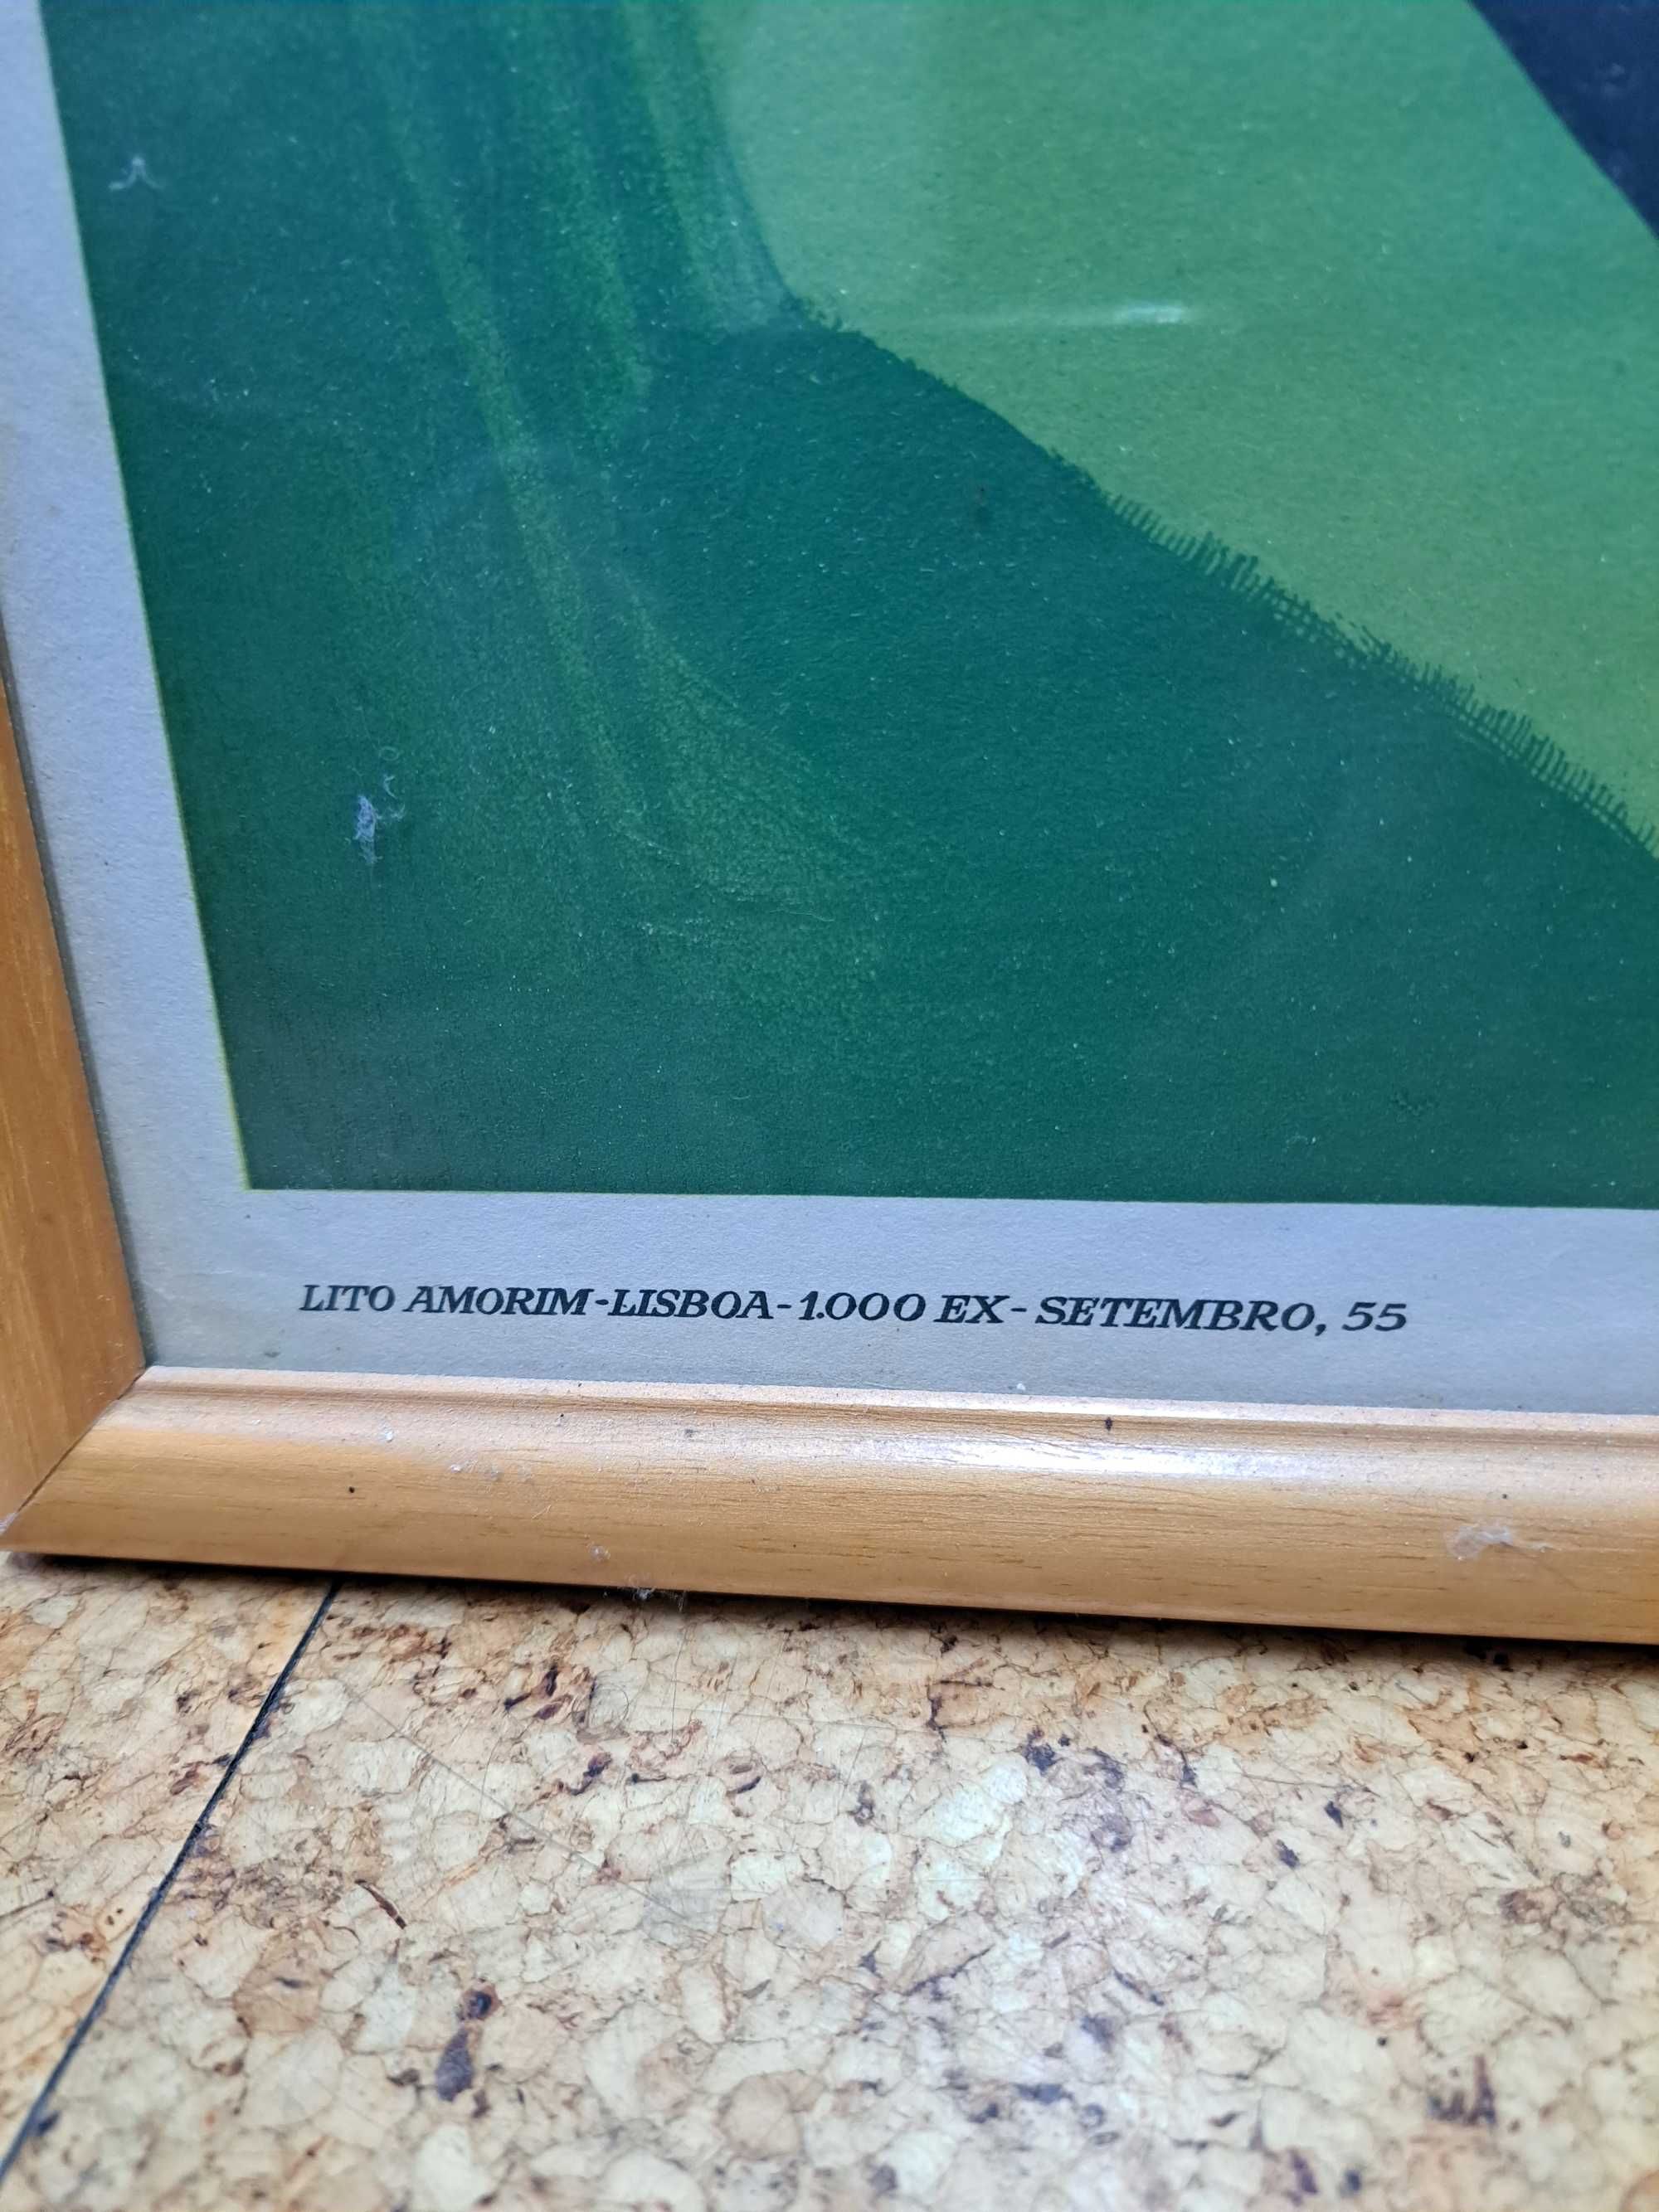 LITO AMORIM-LISBOA-1.000 EX-SETEMBRO, 55